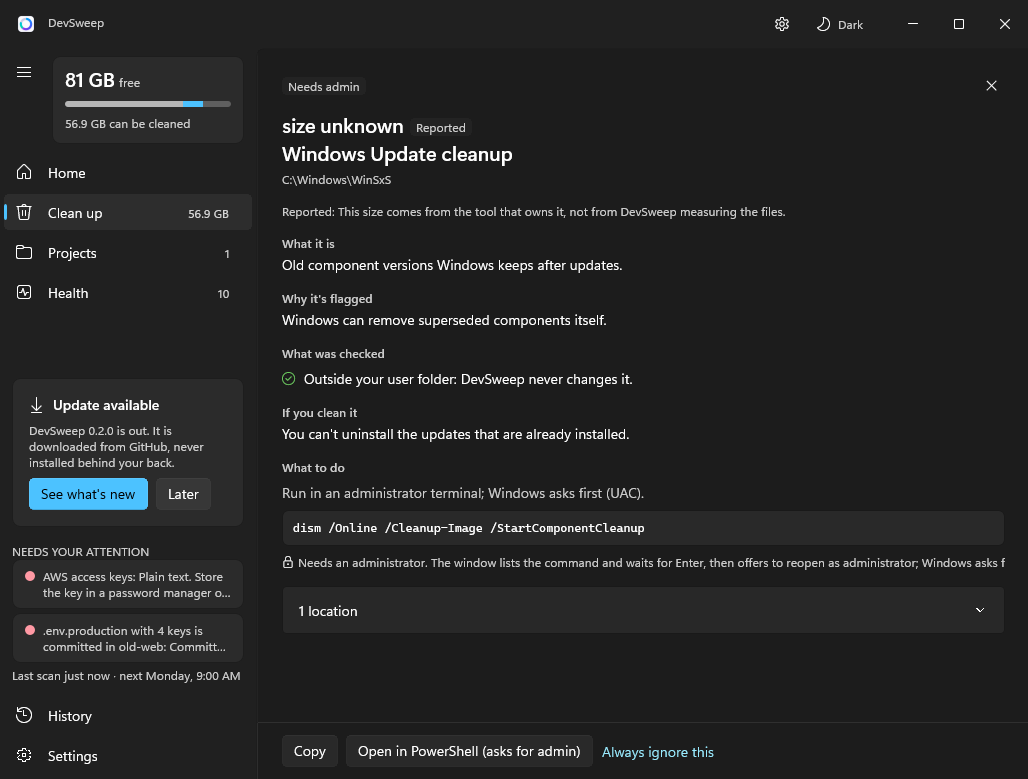 DevSweep
Dark
81 GB free
56.9 GB can be cleaned
Home
Clean up 56.9 GB
Projects 1
Health 10
Update available
DevSweep 0.2.0 is out. It is
downloaded from GitHub, never
installed behind your back.
See what's new Later
NEEDS YOUR ATTENTION
AWS access keys: Plain text. Store
the key in a password manager o...
.env.production with 4 keys is
committed in old-web: Committ...
Last scan just now · next Monday, 9:00 AM
History
Settings
Needs admin
size unknown Reported
Windows Update cleanup
C:\Windows\WinSxS
Reported: This size comes from the tool that owns it, not from DevSweep measuring the files.
What it is
Old component versions Windows keeps after updates.
Why it's flagged
Windows can remove superseded components itself.
What was checked
Outside your user folder: DevSweep never changes it.
If you clean it
You can't uninstall the updates that are already installed.
What to do
Run in an administrator terminal; Windows asks first (UAC).
dism /Online /Cleanup-Image /StartComponentCleanup
Needs an administrator. The window lists the command and waits for Enter, then offers to reopen as administrator; Windows asks f
1 location
Copy Open in PowerShell (asks for admin) Always ignore this